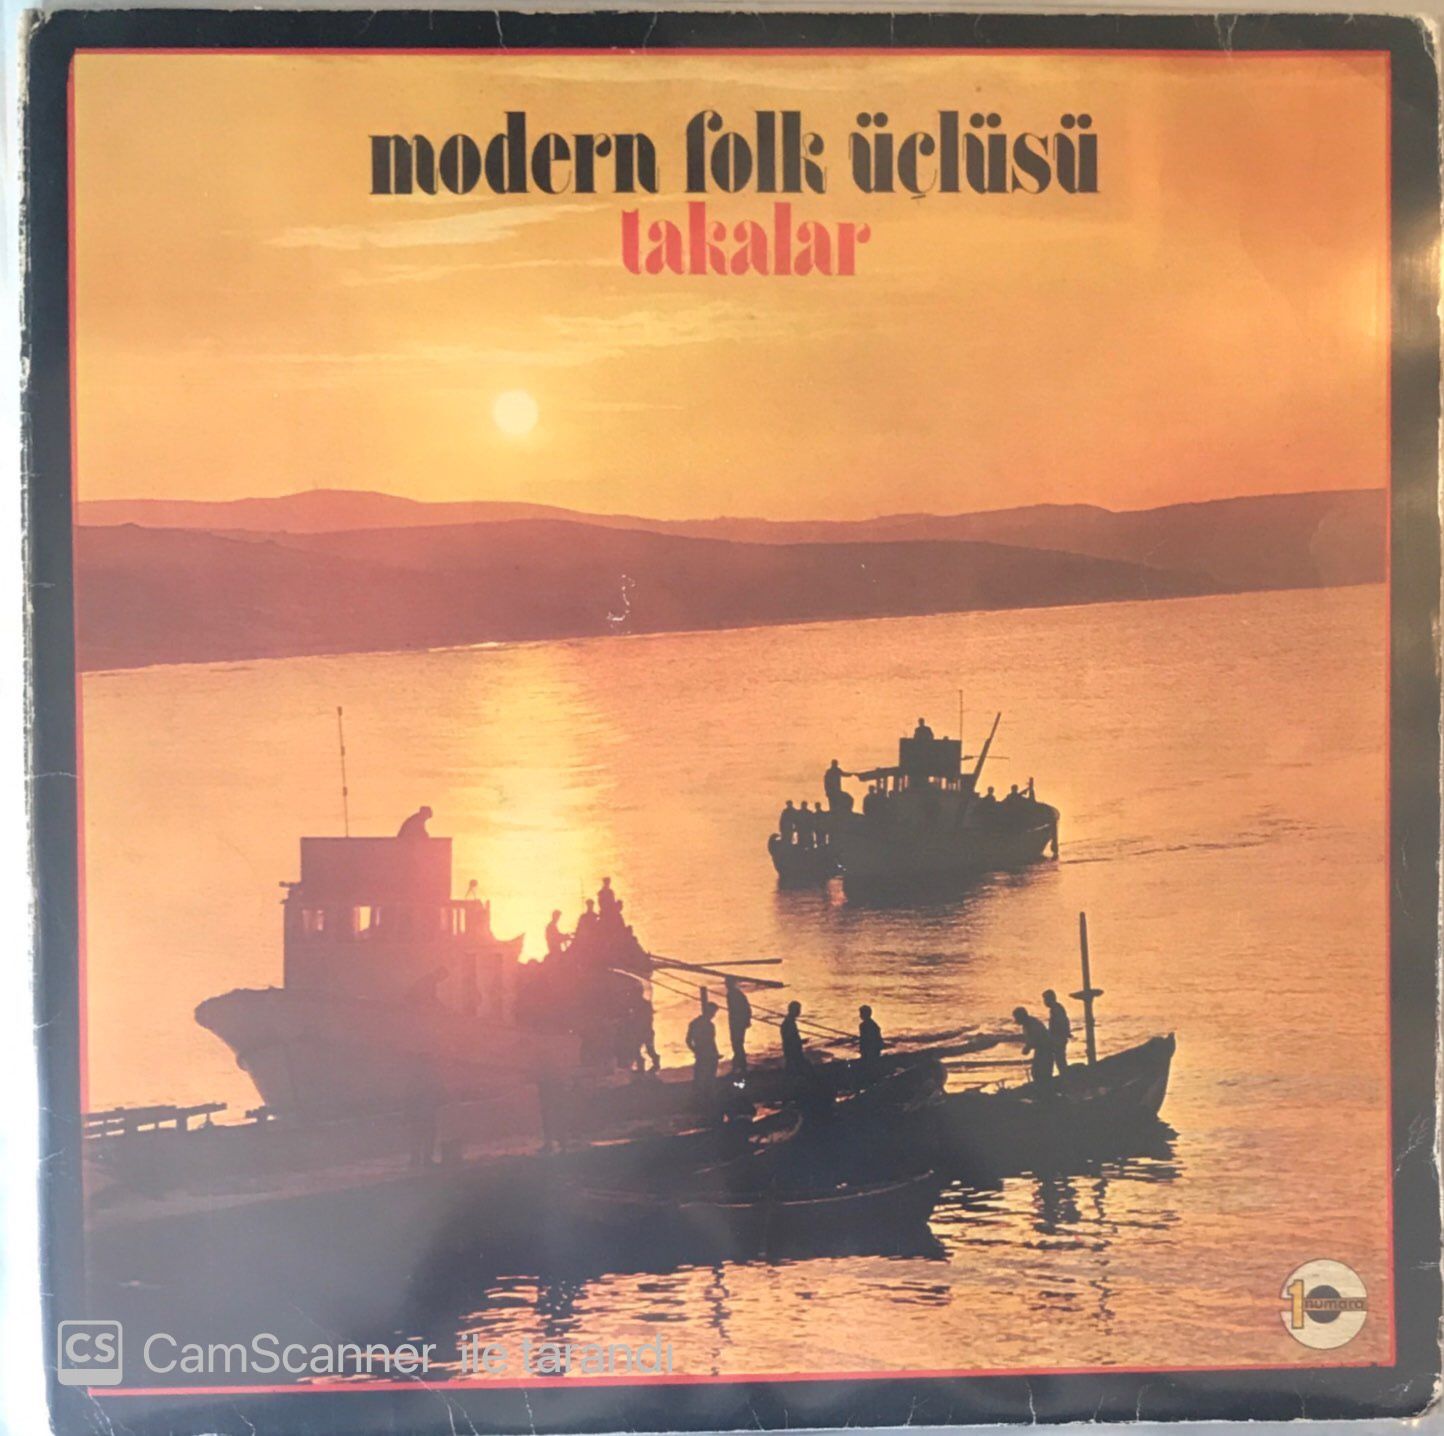 modern folk üçlüsü
takalar
1 numara
CS CamScanner ile tarandı